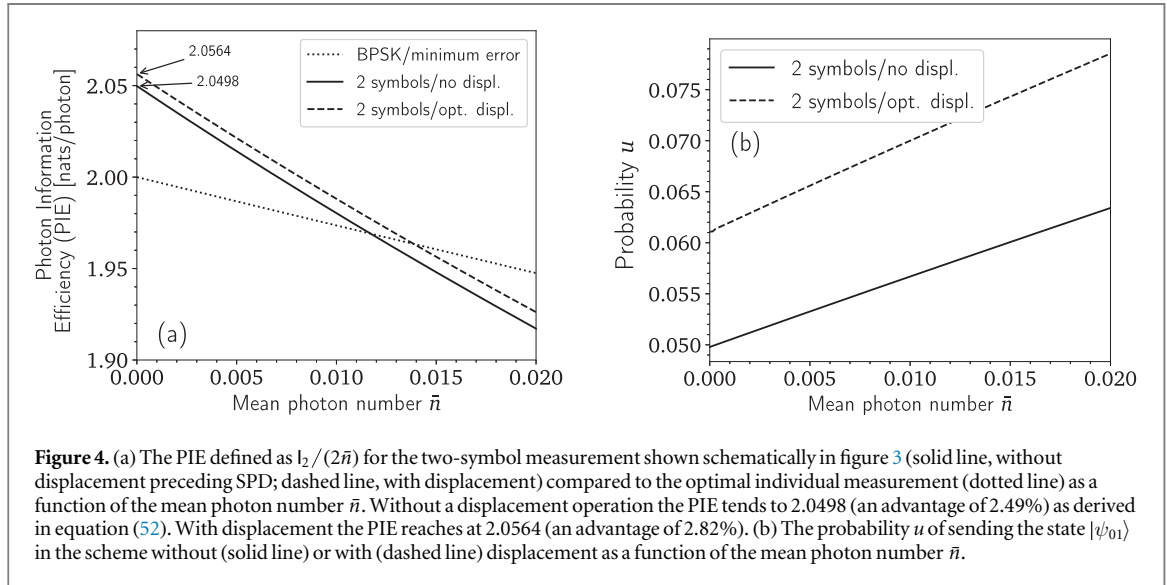 2.0564
2.0498
BPSK/minimum error
2 symbols/no displ.
2 symbols/opt. displ.
Photon Information
Efficiency (PIE) [nats/photon]
2.05
2.00
1.95
1.90
(a)
0.000 0.005 0.010 0.015 0.020
Mean photon number n̄
2 symbols/no displ.
2 symbols/opt. displ.
(b)
Probability u
0.075
0.070
0.065
0.060
0.055
0.050
0.000 0.005 0.010 0.015 0.020
Mean photon number n̄
Figure 4. (a) The PIE defined as I₂/(2n̄) for the two-symbol measurement shown schematically in figure 3 (solid line, without
displacement preceding SPD; dashed line, with displacement) compared to the optimal individual measurement (dotted line) as a
function of the mean photon number n̄. Without a displacement operation the PIE tends to 2.0498 (an advantage of 2.49%) as derived
in equation (52). With displacement the PIE reaches at 2.0564 (an advantage of 2.82%). (b) The probability u of sending the state |ψ₀₁⟩
in the scheme without (solid line) or with (dashed line) displacement as a function of the mean photon number n̄.